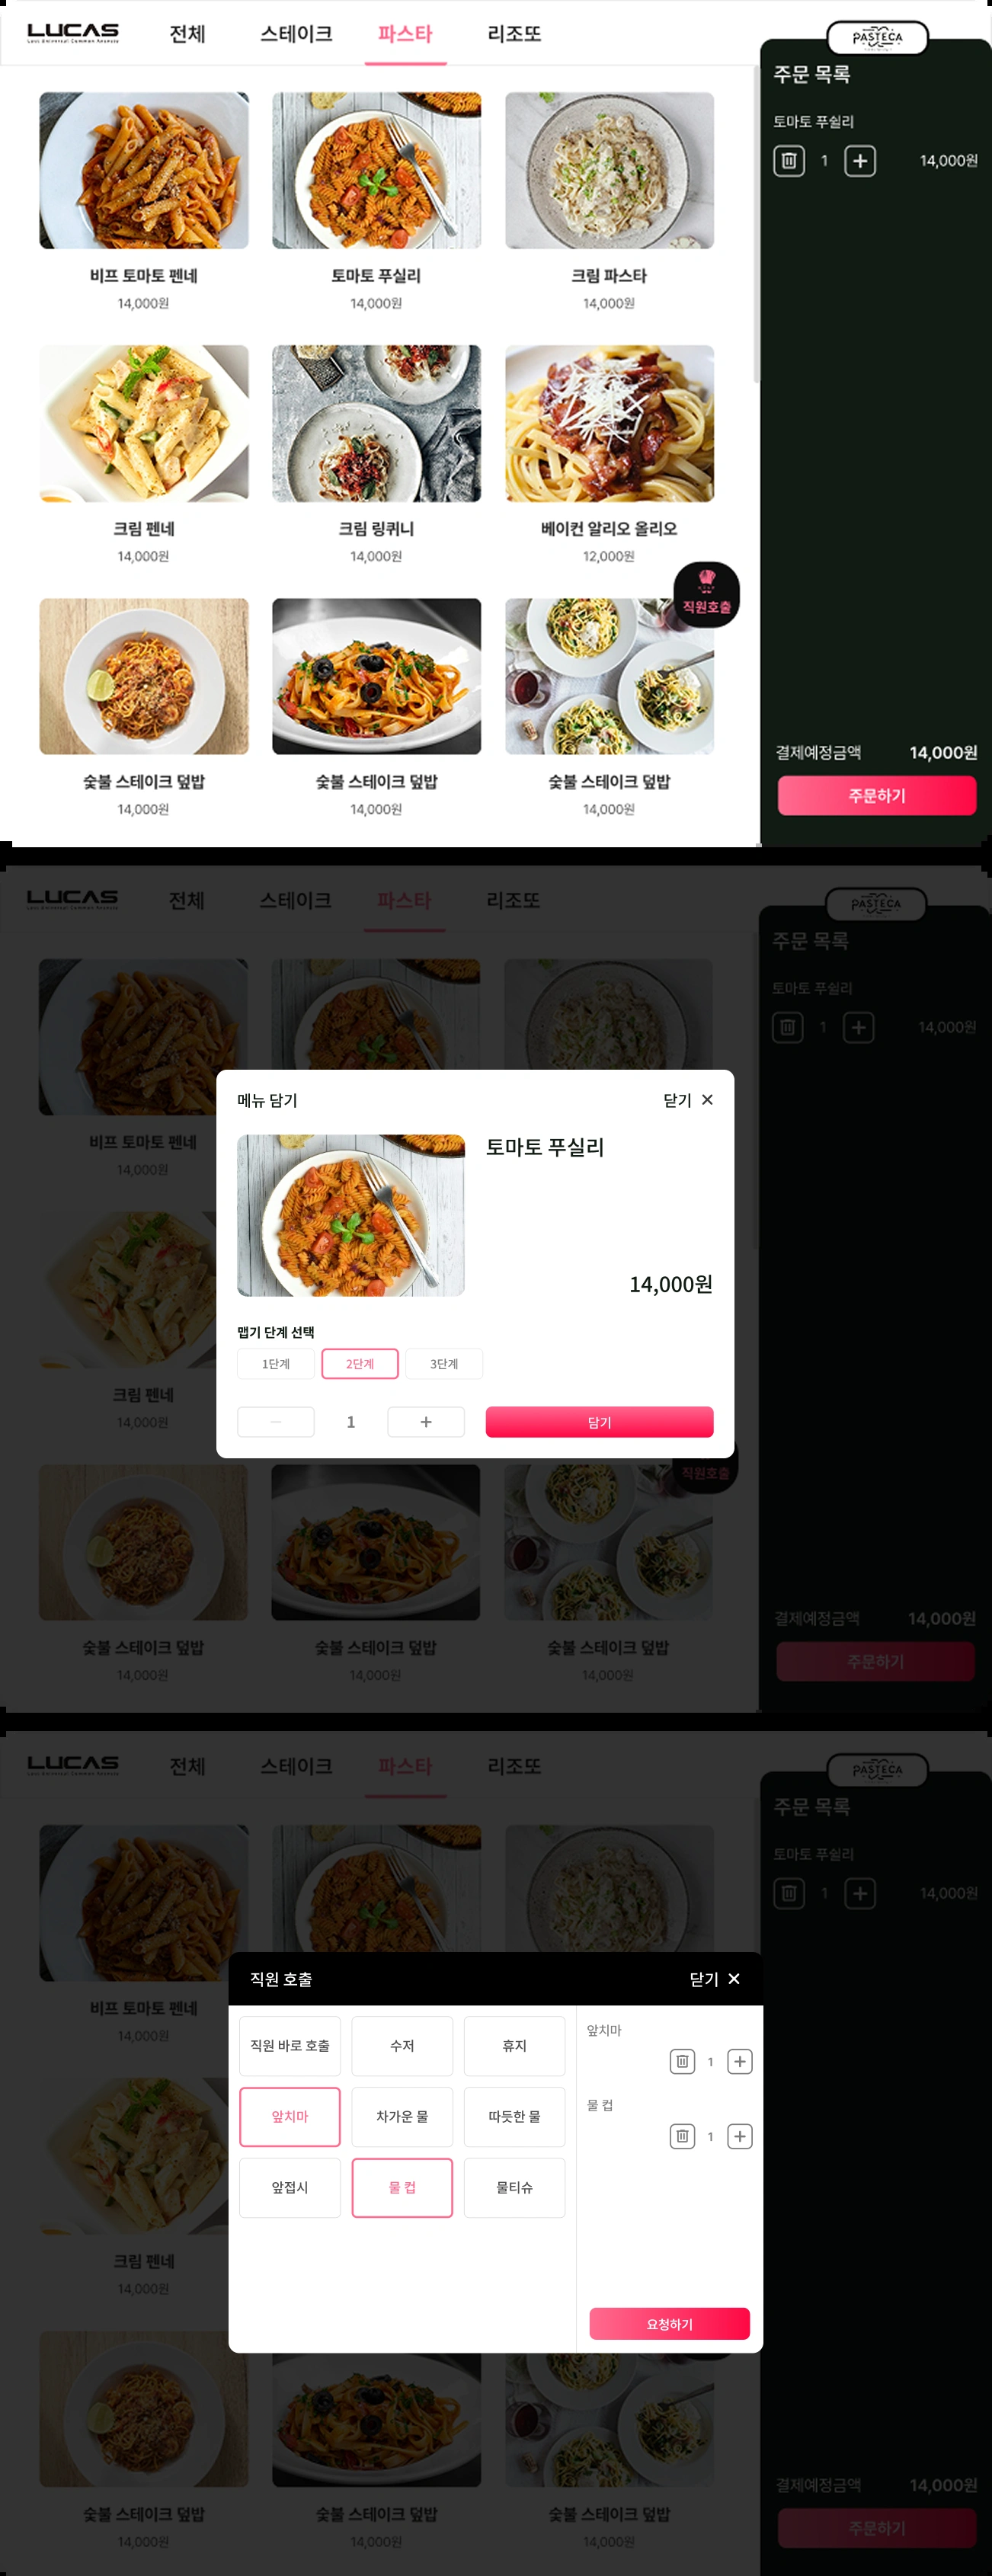 LUCAS
전체 스테이크 파스타 리조또
PASTECA
주문 목록
토마토 푸쉴리
1 14,000원
비프 토마토 펜네 토마토 푸실리 크림 파스타
14,000원 14,000원 14,000원
크림 펜네 크림 링퀴니 베이컨 알리오 올리오
14,000원 14,000원 12,000원
직원호출
숯불 스테이크 덮밥 숯불 스테이크 덮밥 숯불 스테이크 덮밥
14,000원 14,000원 14,000원
결제예정금액 14,000원
주문하기
LUCAS
전체 스테이크 파스타 리조또
PASTECA
주문 목록
토마토 푸쉴리
1 14,000원
비프 토마토 펜네
14,000원
크림 펜네
14,000원
메뉴 담기 닫기
토마토 푸실리
14,000원
맵기 단계 선택
1단계 2단계 3단계
1 담기
직원호출
숯불 스테이크 덮밥 숯불 스테이크 덮밥 숯불 스테이크 덮밥
14,000원 14,000원 14,000원
결제예정금액 14,000원
주문하기
LUCAS
전체 스테이크 파스타 리조또
PASTECA
주문 목록
토마토 푸쉴리
1 14,000원
비프 토마토 펜네
14,000원
크림 펜네
14,000원
직원 호출 닫기
직원 바로 호출 수저 휴지
앞치마 차가운 물 따듯한 물
앞접시 물 컵 물티슈
앞치마
1
물 컵
1
요청하기
숯불 스테이크 덮밥 숯불 스테이크 덮밥 숯불 스테이크 덮밥
14,000원 14,000원 14,000원
결제예정금액 14,000원
주문하기